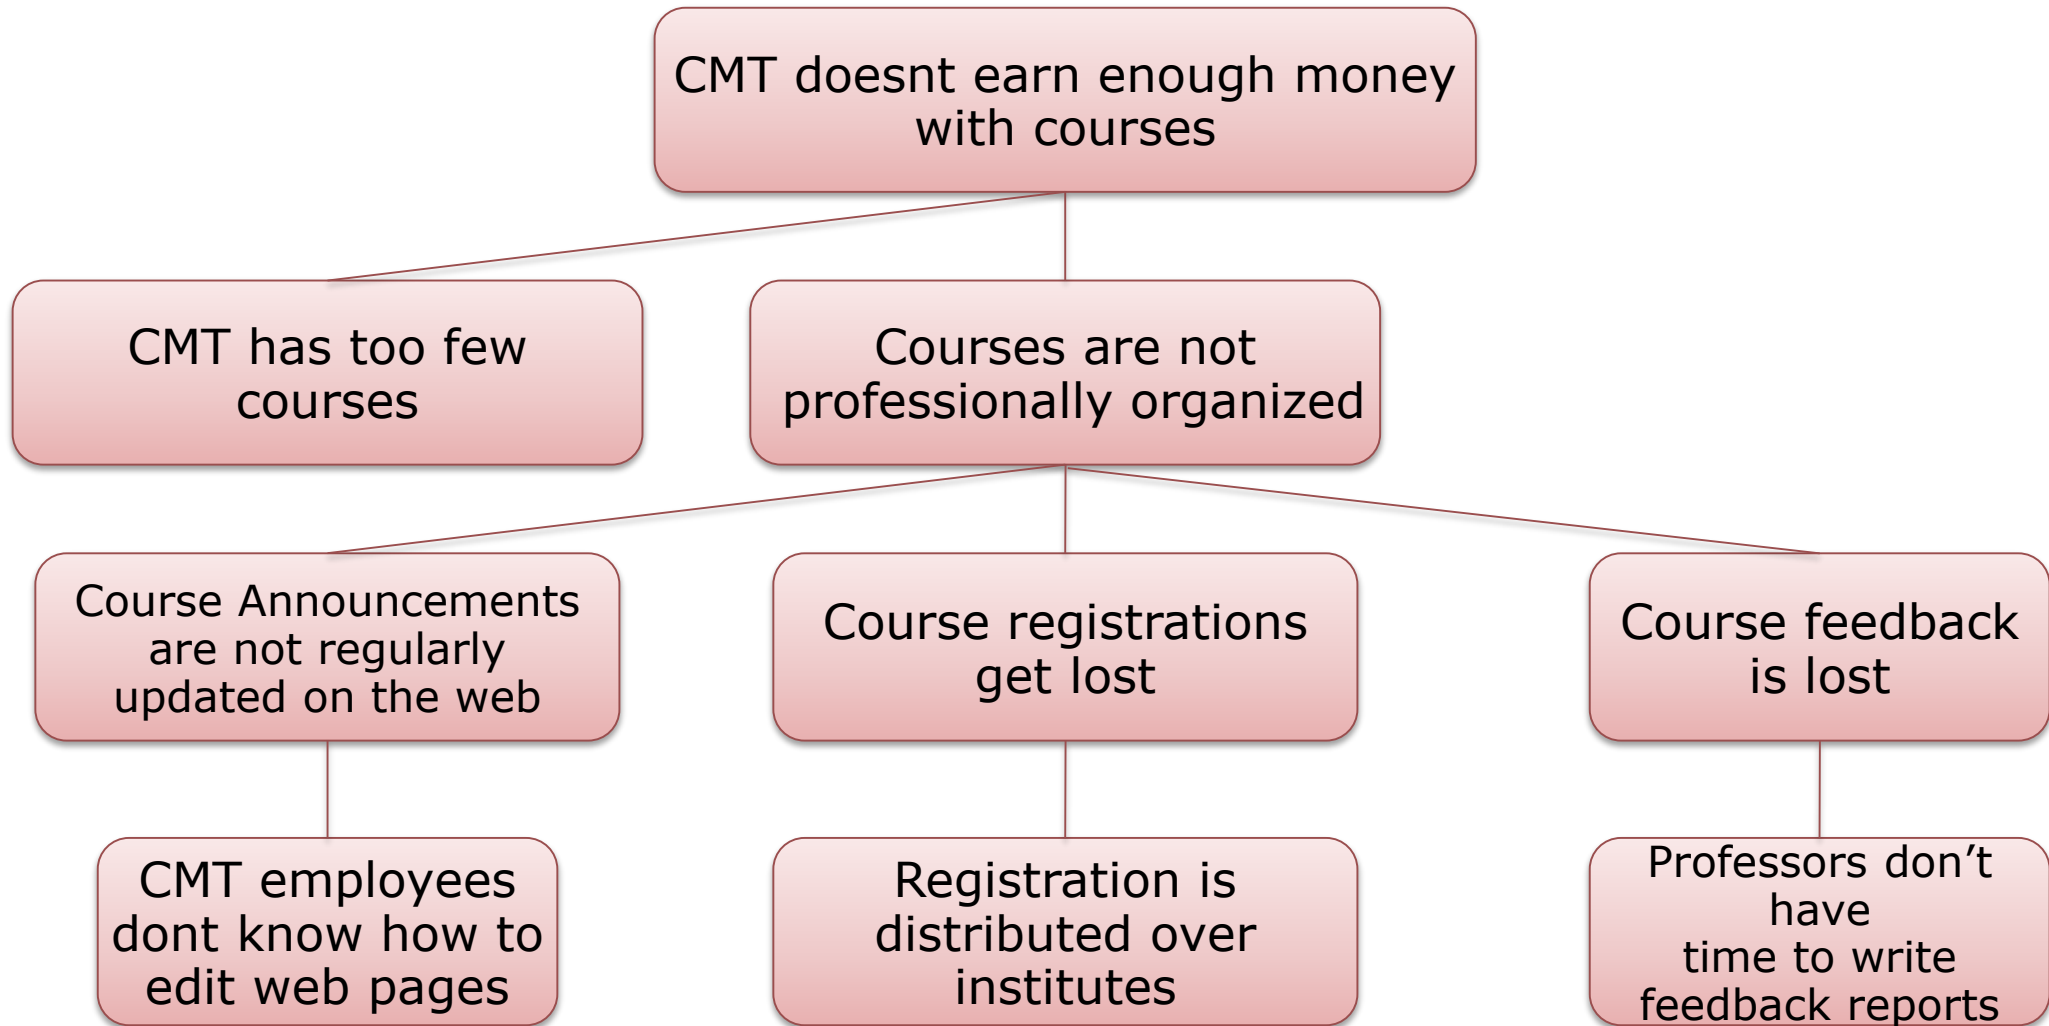 CMT doesnt earn enough money
with courses
CMT has too few
courses
Courses are not
professionally organized
Course Announcements
are not regularly
updated on the web
Course registrations
get lost
Course feedback
is lost
CMT employees
dont know how to
edit web pages
Registration is
distributed over
institutes
Professors don’t
have
time to write
feedback reports